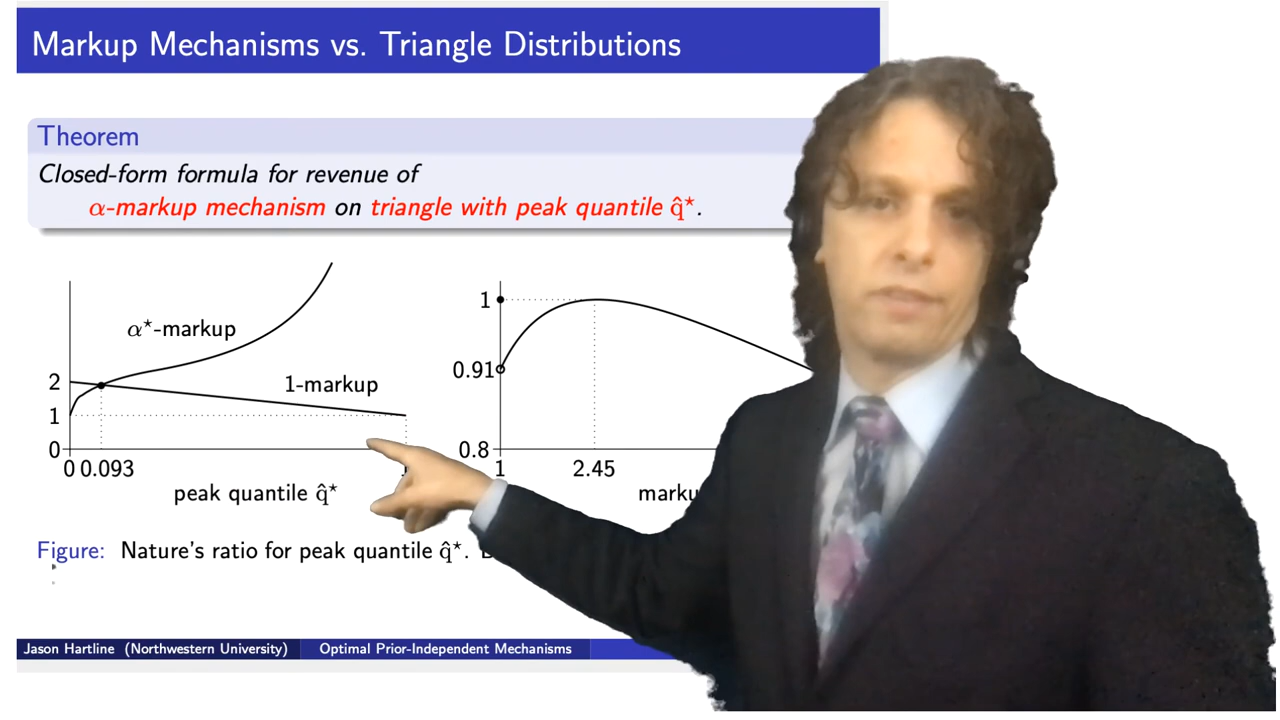 Markup Mechanisms vs. Triangle Distributions
Theorem
Closed-form formula for revenue of
α-markup mechanism on triangle with peak quantile q̂*.
α*-markup
1-markup
2
1
0
0 0.093
peak quantile q̂*
1
0.91
0.8
1 2.45
Figure: Nature's ratio for peak quantile q̂*.
Jason Hartline (Northwestern University) Optimal Prior-Independent Mechanisms